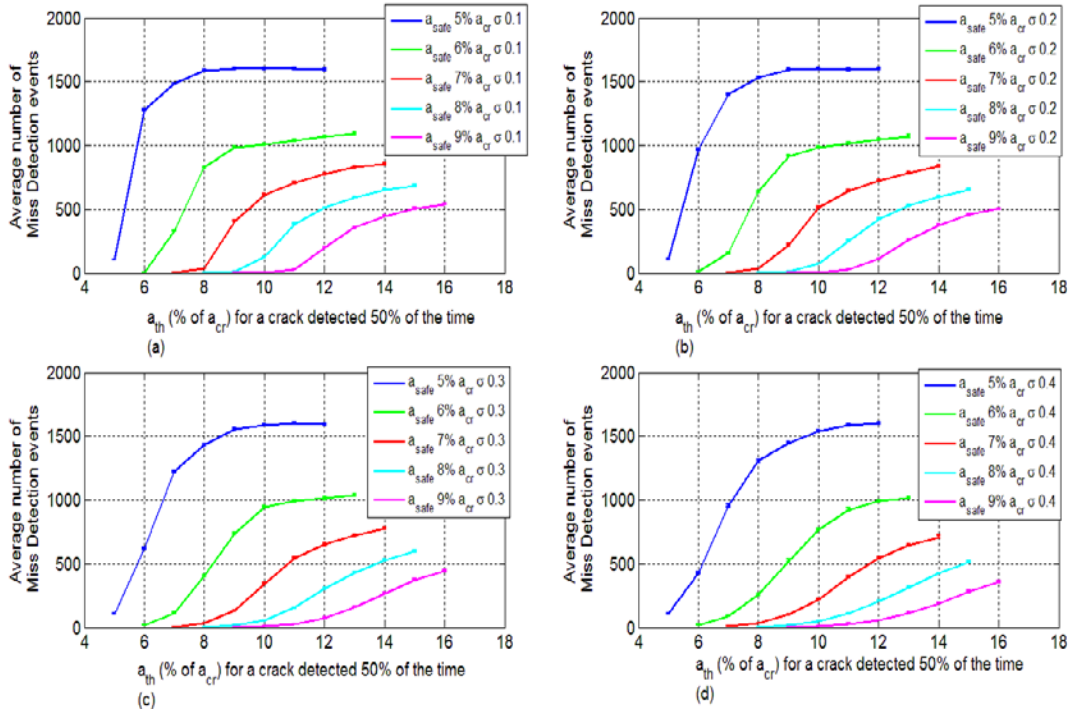 2000
1500
1000
500
0
Average number of
Miss Detection events
a_safe 5% a_cr σ 0.1
a_safe 6% a_cr σ 0.1
a_safe 7% a_cr σ 0.1
a_safe 8% a_cr σ 0.1
a_safe 9% a_cr σ 0.1
4 6 8 10 12 14 16 18
a_th (% of a_cr) for a crack detected 50% of the time
(a)
2000
1500
1000
500
0
Average number of
Miss Detection events
a_safe 5% a_cr σ 0.2
a_safe 6% a_cr σ 0.2
a_safe 7% a_cr σ 0.2
a_safe 8% a_cr σ 0.2
a_safe 9% a_cr σ 0.2
4 6 8 10 12 14 16 18
a_th (% of a_cr) for a crack detected 50% of the time
(b)
2000
1500
1000
500
0
Average number of
Miss Detection events
a_safe 5% a_cr σ 0.3
a_safe 6% a_cr σ 0.3
a_safe 7% a_cr σ 0.3
a_safe 8% a_cr σ 0.3
a_safe 9% a_cr σ 0.3
4 6 8 10 12 14 16 18
a_th (% of a_cr) for a crack detected 50% of the time
(c)
2000
1500
1000
500
0
Average number of
Miss Detection events
a_safe 5% a_cr σ 0.4
a_safe 6% a_cr σ 0.4
a_safe 7% a_cr σ 0.4
a_safe 8% a_cr σ 0.4
a_safe 9% a_cr σ 0.4
4 6 8 10 12 14 16 18
a_th (% of a_cr) for a crack detected 50% of the time
(d)